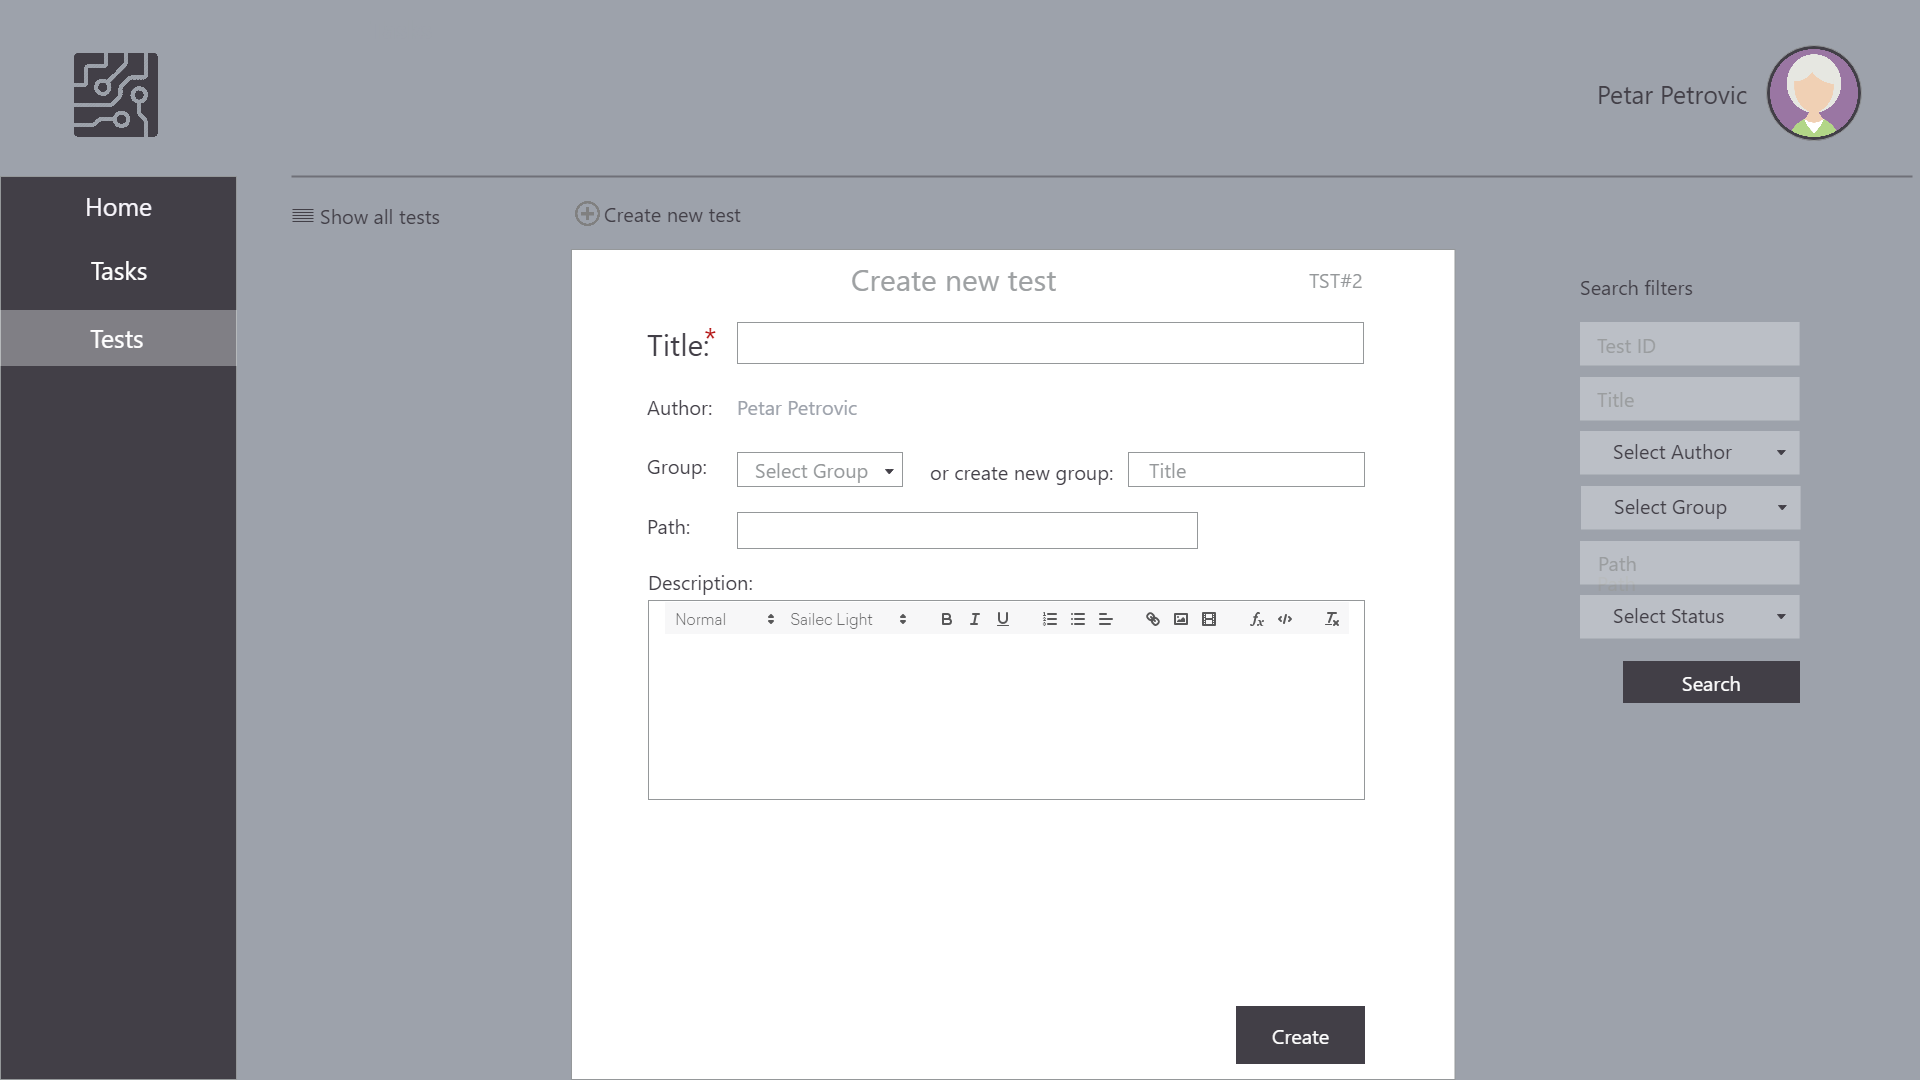 Petar Petrovic
Home
Tasks
Tests
Show all tests
Create new test
Create new test
TST#2
Title:*
Author: Petar Petrovic
Group: Select Group or create new group: Title
Path:
Description:
Normal Sailec Light B I U
Create
Search filters
Test ID
Title
Select Author
Select Group
Path
Path
Select Status
Search